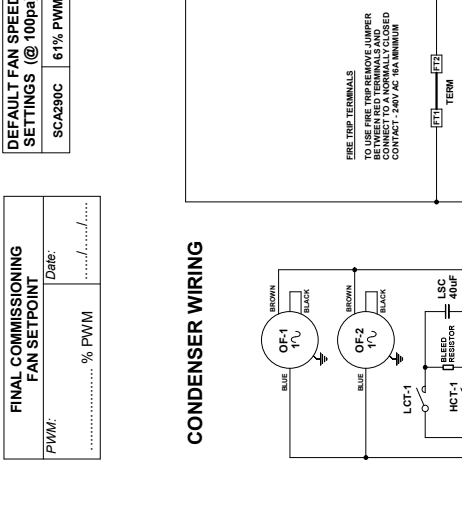 FINAL COMMISSIONING
FAN SETPOINT
PWM:
Date:
........................ % PWM
....../....../......
DEFAULT FAN SPEED
SETTINGS (@ 100pa
SCA290C
61% PWM
CONDENSER WIRING
BROWN
BLACK
BLUE
OF-1
1
BROWN
BLACK
BLUE
OF-2
1
LCT-1
HCT-1
BLEED
RESISTOR
LSC
40uF
FIRE TRIP TERMINALS
TO USE FIRE TRIP REMOVE JUMPER
BETWEEN RED TERMINALS AND
CONNECT TO A NORMALLY CLOSED
CONTACT - 240V AC 16A MINIMUM
FT1
FT2
TERM